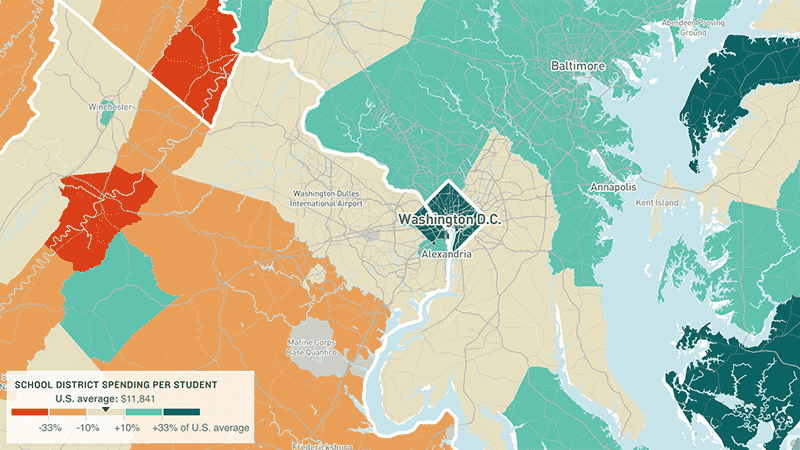 Aberdeen Proving
Ground
Baltimore
Winchester
Washington Dulles
International Airport
Annapolis
Kent Island
Washington D.C.
Alexandria
Marine Corps
Base Quantico
SCHOOL DISTRICT SPENDING PER STUDENT
U.S. average: $11,841
-33% -10% +10% +33% of U.S. average
Fredericksburg